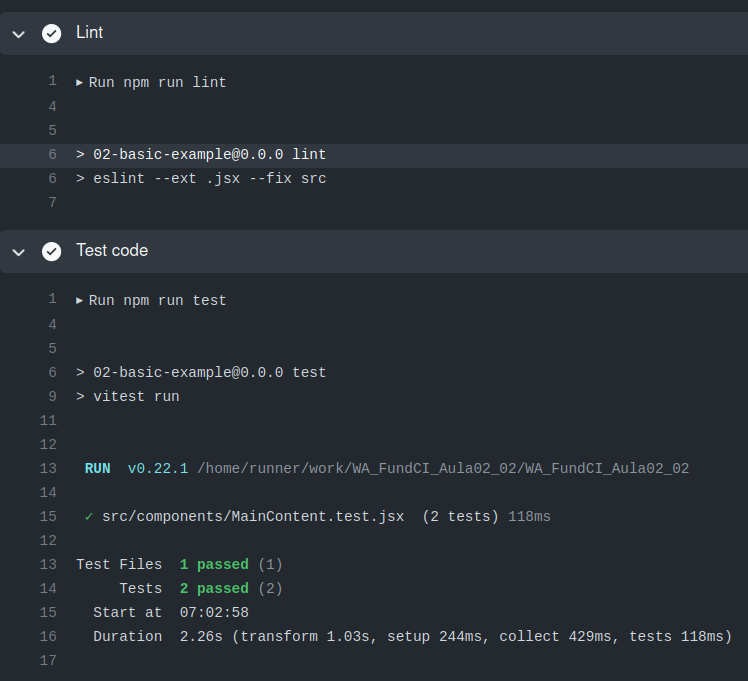 Lint
1 ▸ Run npm run lint
4
5
6 > 02-basic-example@0.0.0 lint
6 > eslint --ext .jsx --fix src
7
Test code
1 ▸ Run npm run test
4
5
6 > 02-basic-example@0.0.0 test
9 > vitest run
11
12
13 RUN v0.22.1 /home/runner/work/WA_FundCI_Aula02_02/WA_FundCI_Aula02_02
14
15 ✓ src/components/MainContent.test.jsx (2 tests) 118ms
12
13 Test Files 1 passed (1)
14 Tests 2 passed (2)
15 Start at 07:02:58
16 Duration 2.26s (transform 1.03s, setup 244ms, collect 429ms, tests 118ms)
17